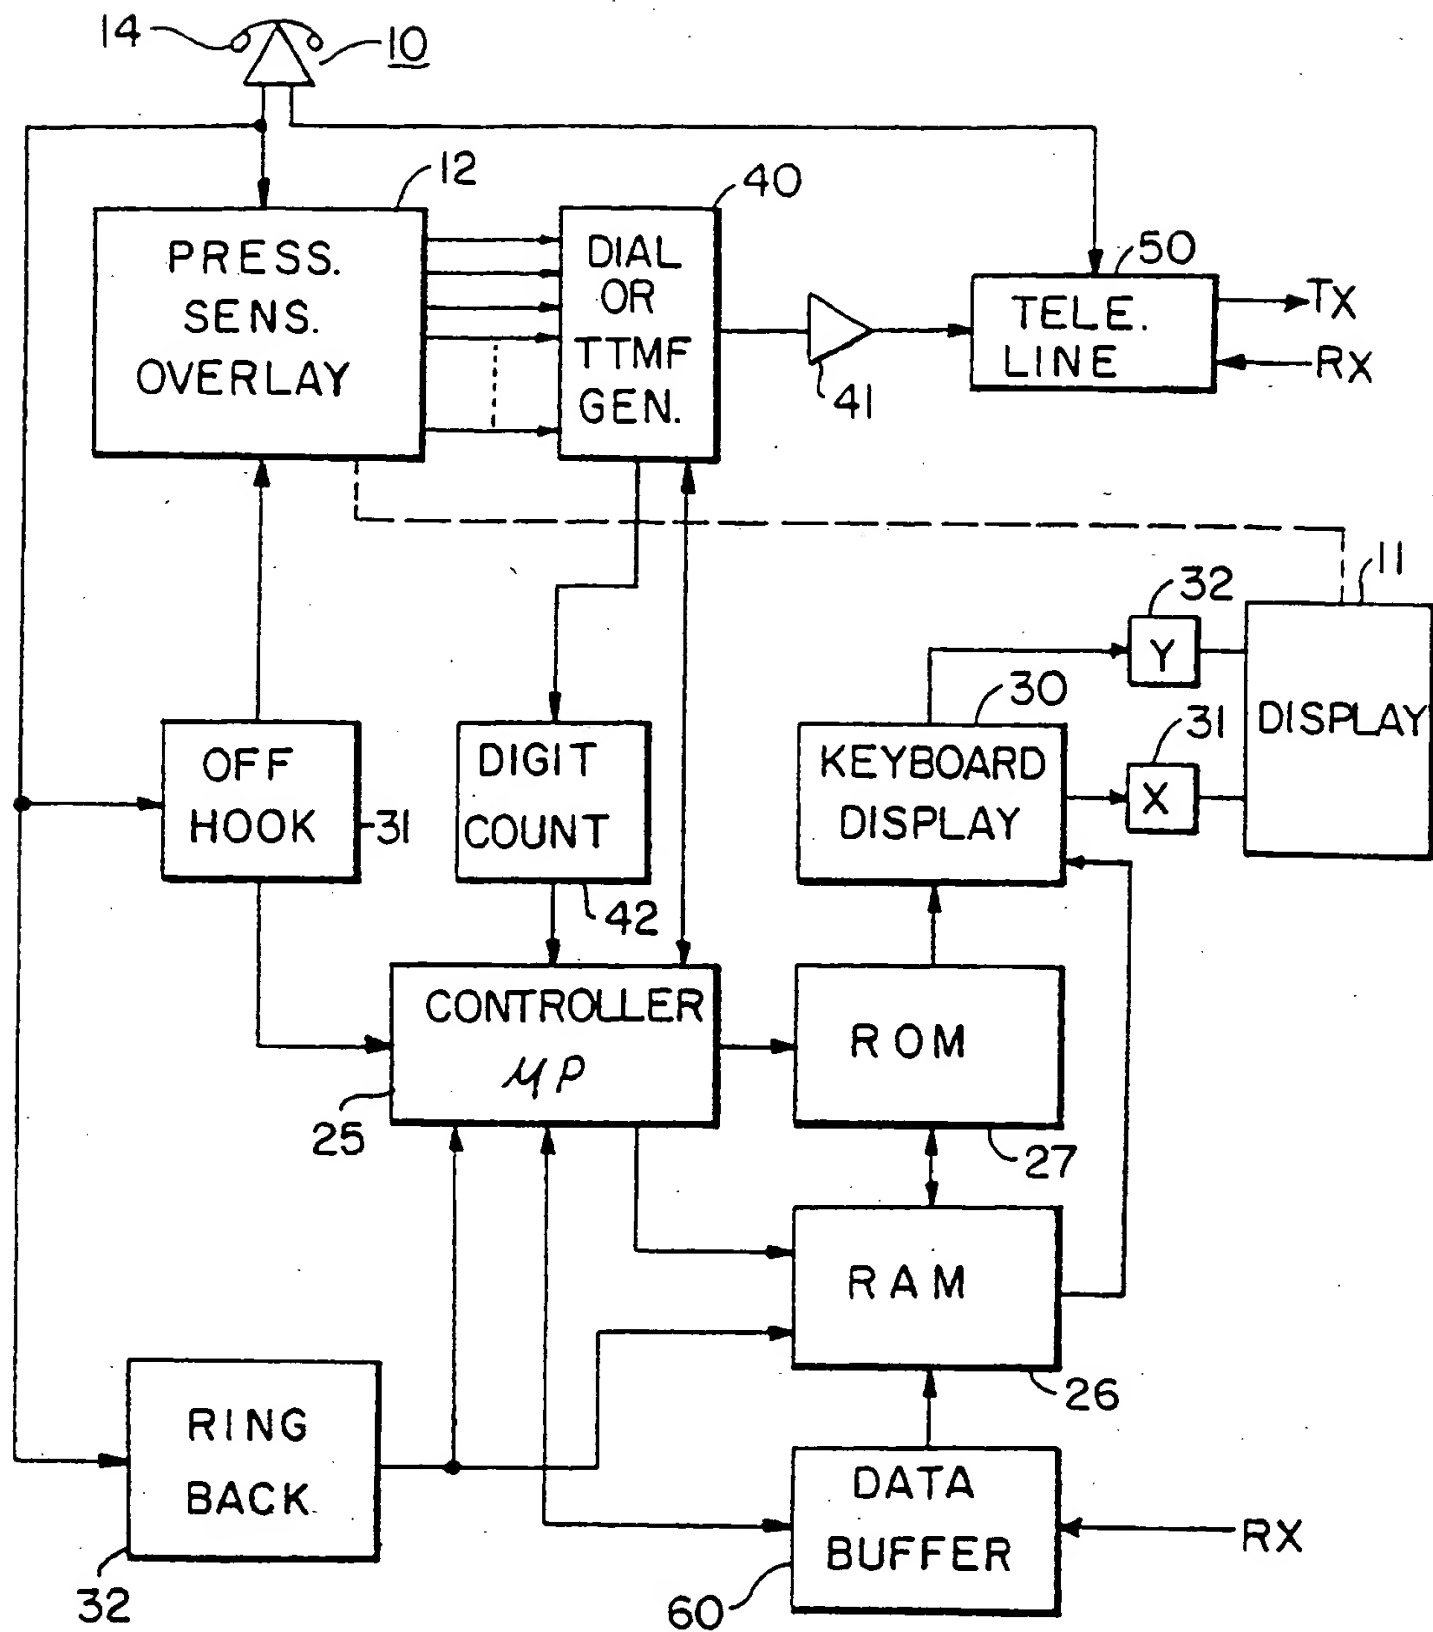 14
10
12
40
PRESS.
SENS.
OVERLAY
DIAL
OR
TTMF
GEN.
41
50
TELE.
LINE
TX
RX
11
32
Y
30
31
X
DISPLAY
KEYBOARD
DISPLAY
OFF
HOOK
31
DIGIT
COUNT
42
CONTROLLER
μP
25
ROM
27
RAM
26
RING
BACK
32
DATA
BUFFER
60
RX